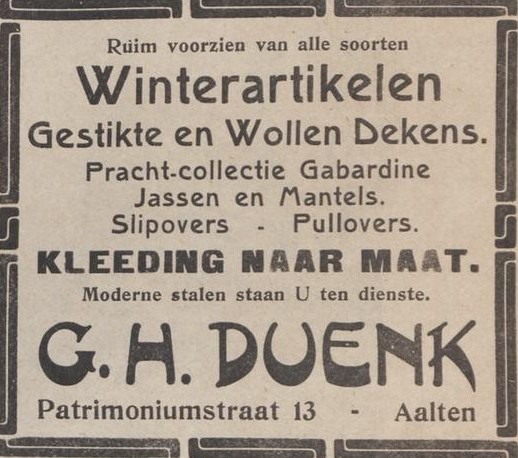 Ruim voorzien van alle soorten
Winterartikelen
Gestikte en Wollen Dekens.
Pracht-collectie Gabardine
Jassen en Mantels.
Slipovers - Pullovers.
KLEEDING NAAR MAAT.
Moderne stalen staan U ten dienste.
G. H. DUENK
Patrimoniumstraat 13 - Aalten